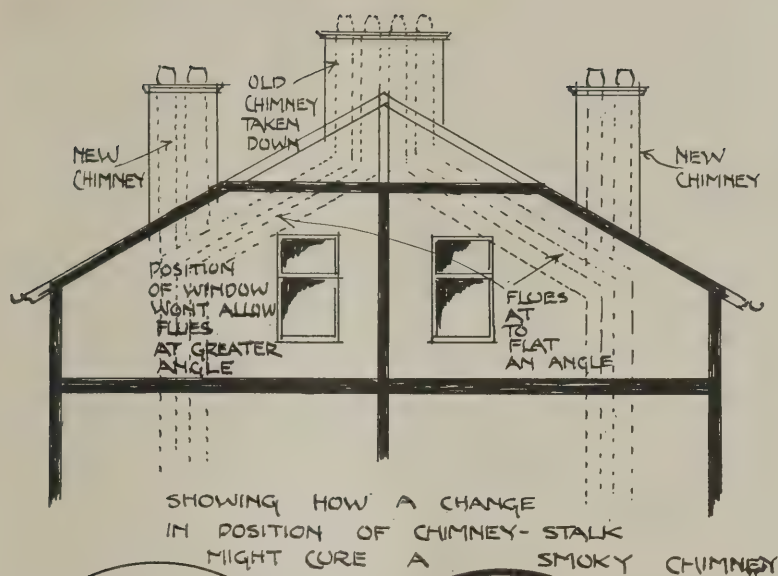 OLD
CHIMNEY
TAKEN
DOWN
NEW
CHIMNEY
NEW
CHIMNEY
POSITION
OF WINDOW
WONT ALLOW
FLUES
AT GREATER
ANGLE
FLUES
AT
TO
FLAT
AN ANGLE
SHOWING HOW A CHANGE
IN POSITION OF CHIMNEY-STALK
MIGHT CURE A SMOKY CHIMNEY